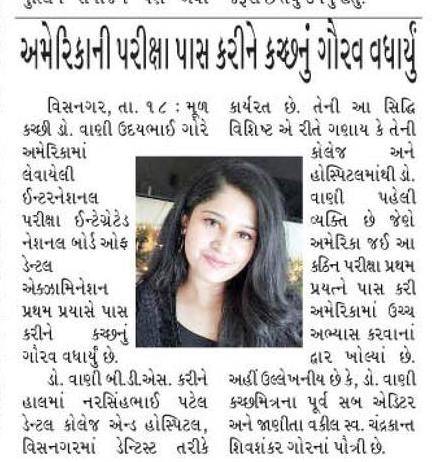 અમેરિકાની પરીક્ષા પાસ કરીને કચ્છનું ગૌરવ વધાર્યું
વિસનગર, તા. ૧૮ : મૂળ
કચ્છી ડો. વાણી ઉદયભાઈ ગોરે
અમેરિકામાં
લેવાયેલી
ઈન્ટરનેશનલ
પરીક્ષા ઈન્ટેગ્રેટેડ
નેશનલ બોર્ડ ઓફ
ડેન્ટલ
એક્ઝામિનેશન
પ્રથમ પ્રયાસે પાસ
કરીને કચ્છનું
ગૌરવ વધાર્યું છે.
ડો. વાણી બી.ડી.એસ. કરીને
હાલમાં નરસિંહભાઈ પટેલ
ડેન્ટલ કોલેજ એન્ડ હોસ્પિટલ,
વિસનગરમાં ડેન્ટિસ્ટ તરીકે
કાર્યરત છે. તેની આ સિદ્ધિ
વિશિષ્ટ એ રીતે ગણાય કે તેની
કોલેજ અને
હોસ્પિટલમાંથી ડો.
વાણી પહેલી
વ્યક્તિ છે જેણે
અમેરિકા જઈ આ
કઠિન પરીક્ષા પ્રથમ
પ્રયત્ને પાસ કરી
અમેરિકામાં ઉચ્ચ
અભ્યાસ કરવાનાં
દ્વાર ખોલ્યાં છે.
અહીં ઉલ્લેખનીય છે કે, ડો. વાણી
કચ્છમિત્રના પૂર્વ સબ એડિટર
અને જાણીતા વકીલ સ્વ. ચંદ્રકાન્ત
શિવશંકર ગોરનાં પૌત્રી છે.